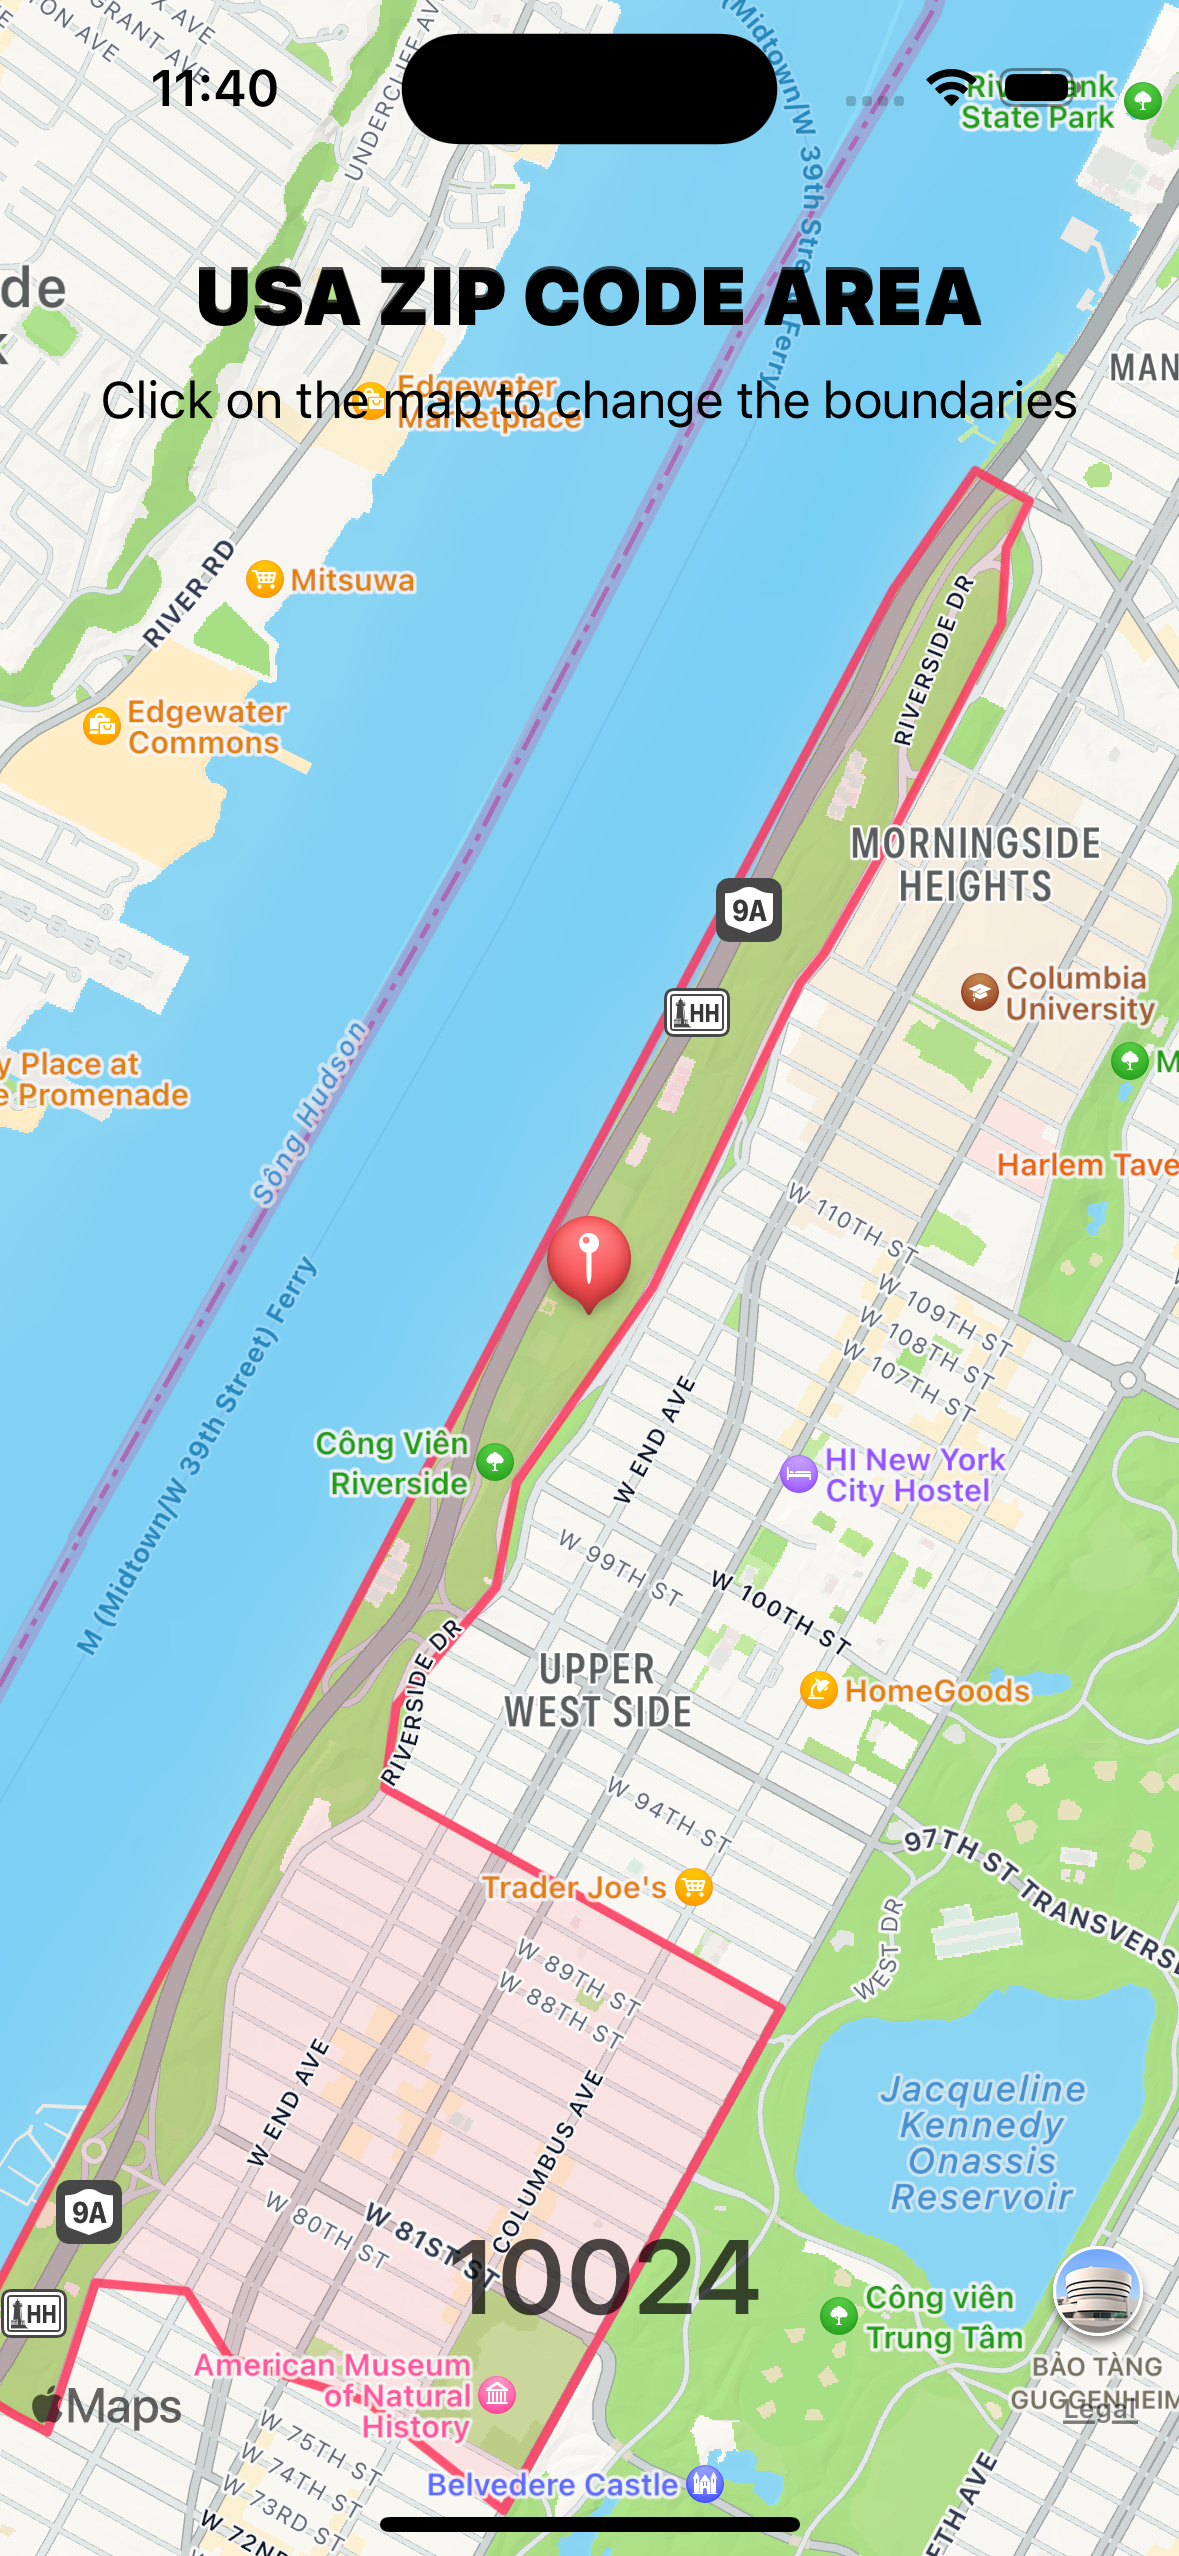 11:40
GRANT AVE
UNDERCLIFF AV
(Midtown/W 39th Street) Ferry
State Park
USA ZIP CODE AREA
de
MAN
Click on the map to change the boundaries
Edgewater
Marketplace
RIVER RD
Mitsuwa
RIVERSIDE DR
Edgewater
Commons
MORNINGSIDE
HEIGHTS
9A
Columbia
University
HH
Sông Hudson
y Place at
e Promenade
M
Harlem Tave
W 110TH ST
W 109TH ST
W 108TH ST
W 107TH ST
M (Midtown/W 39th Street) Ferry
W END AVE
Công Viên
Riverside
HI New York
City Hostel
W 99TH ST
W 100TH ST
RIVERSIDE DR
UPPER
WEST SIDE
HomeGoods
W 94TH ST
97TH ST TRANSVERS
Trader Joe's
WEST DR
W 89TH ST
W 88TH ST
W END AVE
COLUMBUS AVE
Jacqueline
Kennedy
Onassis
Reservoir
9A
W 80TH ST
W 81ST ST
10024
HH
Công viên
Trung Tâm
American Museum
of Natural
History
BẢO TÀNG
GUGGENHEIM
Maps
Legal
W 75TH ST
W 74TH ST
W 73RD ST
W 72N
Belvedere Castle
FTH AVE